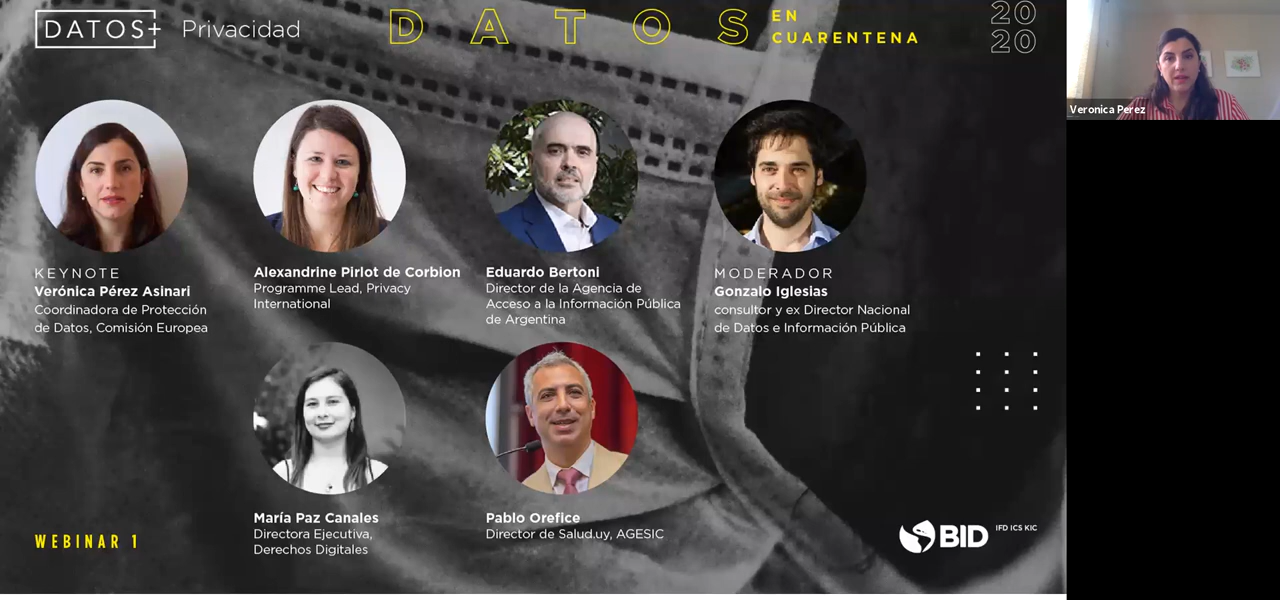 DATOS+ Privacidad
DATOS
EN
CUARENTENA
20
20
Veronica Perez
KEYNOTE
Verónica Pérez Asinari
Coordinadora de Protección
de Datos, Comisión Europea
Alexandrine Pirlot de Corbion
Programme Lead, Privacy
International
Eduardo Bertoni
Director de la Agencia de
Acceso a la Información Pública
de Argentina
MODERADOR
Gonzalo Iglesias
consultor y ex Director Nacional
de Datos e Información Pública
María Paz Canales
Directora Ejecutiva,
Derechos Digitales
Pablo Orefice
Director de Salud.uy, AGESIC
WEBINAR 1
BID
IFD ICS KIC